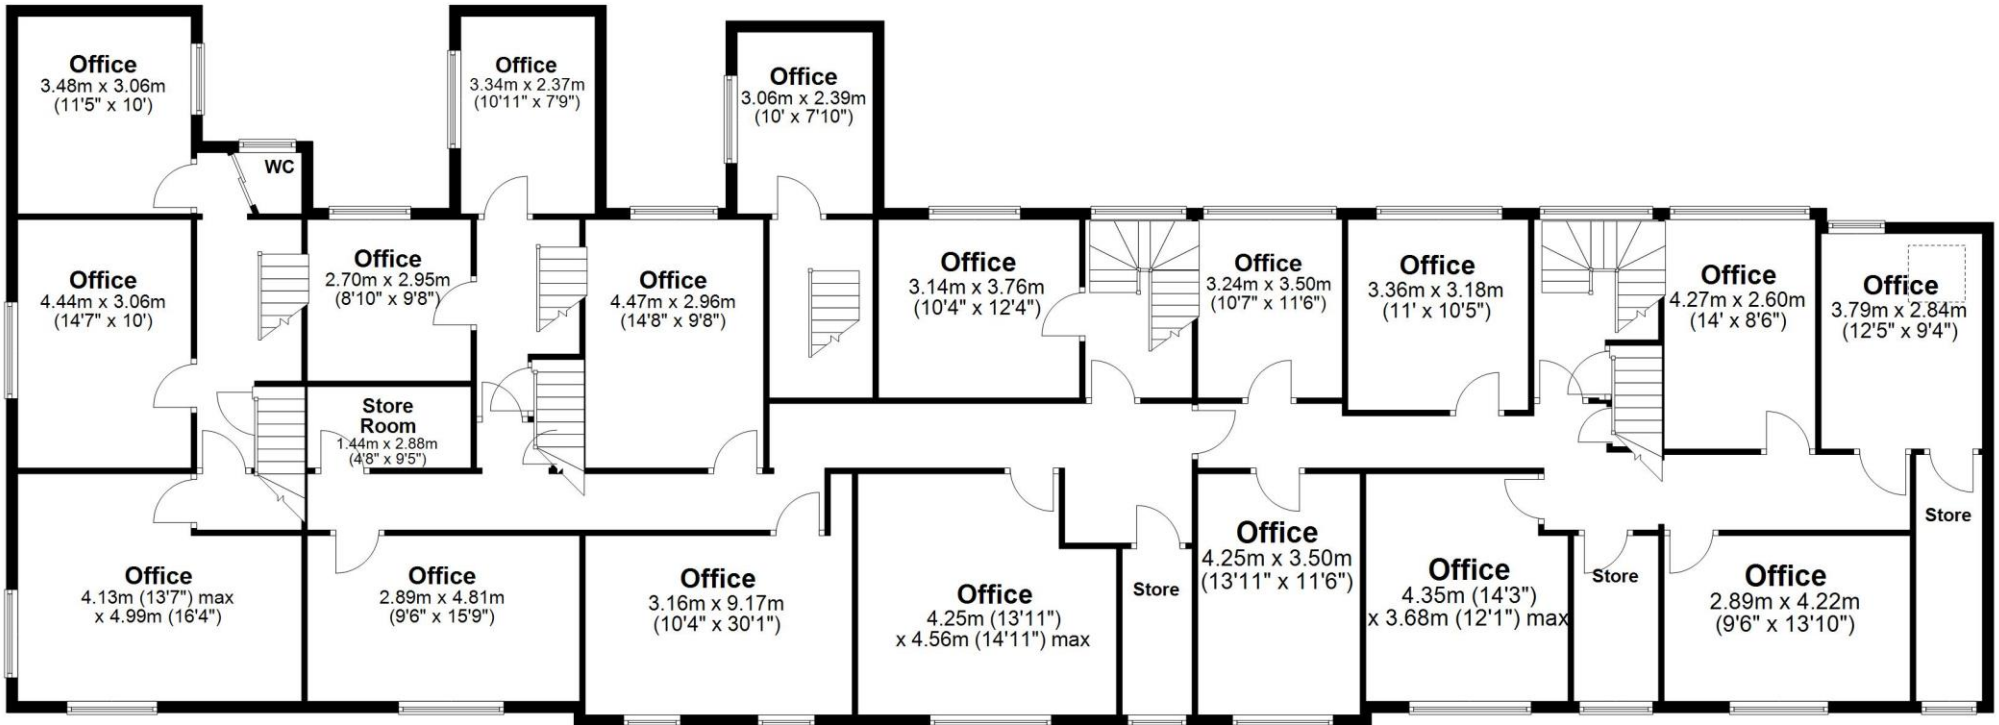 Office
3.48m x 3.06m
(11'5" x 10')
Office
3.34m x 2.37m
(10'11" x 7'9")
Office
3.06m x 2.39m
(10' x 7'10")
WC
Office
4.44m x 3.06m
(14'7" x 10')
Office
2.70m x 2.95m
(8'10" x 9'8")
Office
4.47m x 2.96m
(14'8" x 9'8")
Office
3.14m x 3.76m
(10'4" x 12'4")
Office
3.24m x 3.50m
(10'7" x 11'6")
Office
3.36m x 3.18m
(11' x 10'5")
Office
4.27m x 2.60m
(14' x 8'6")
Office
3.79m x 2.84m
(12'5" x 9'4")
Store
Room
1.44m x 2.88m
(4'8" x 9'5")
Office
4.13m (13'7") max
x 4.99m (16'4")
Office
2.89m x 4.81m
(9'6" x 15'9")
Office
3.16m x 9.17m
(10'4" x 30'1")
Office
4.25m (13'11")
x 4.56m (14'11") max
Store
Office
4.25m x 3.50m
(13'11" x 11'6")
Office
4.35m (14'3")
x 3.68m (12'1") max
Store
Office
2.89m x 4.22m
(9'6" x 13'10")
Store